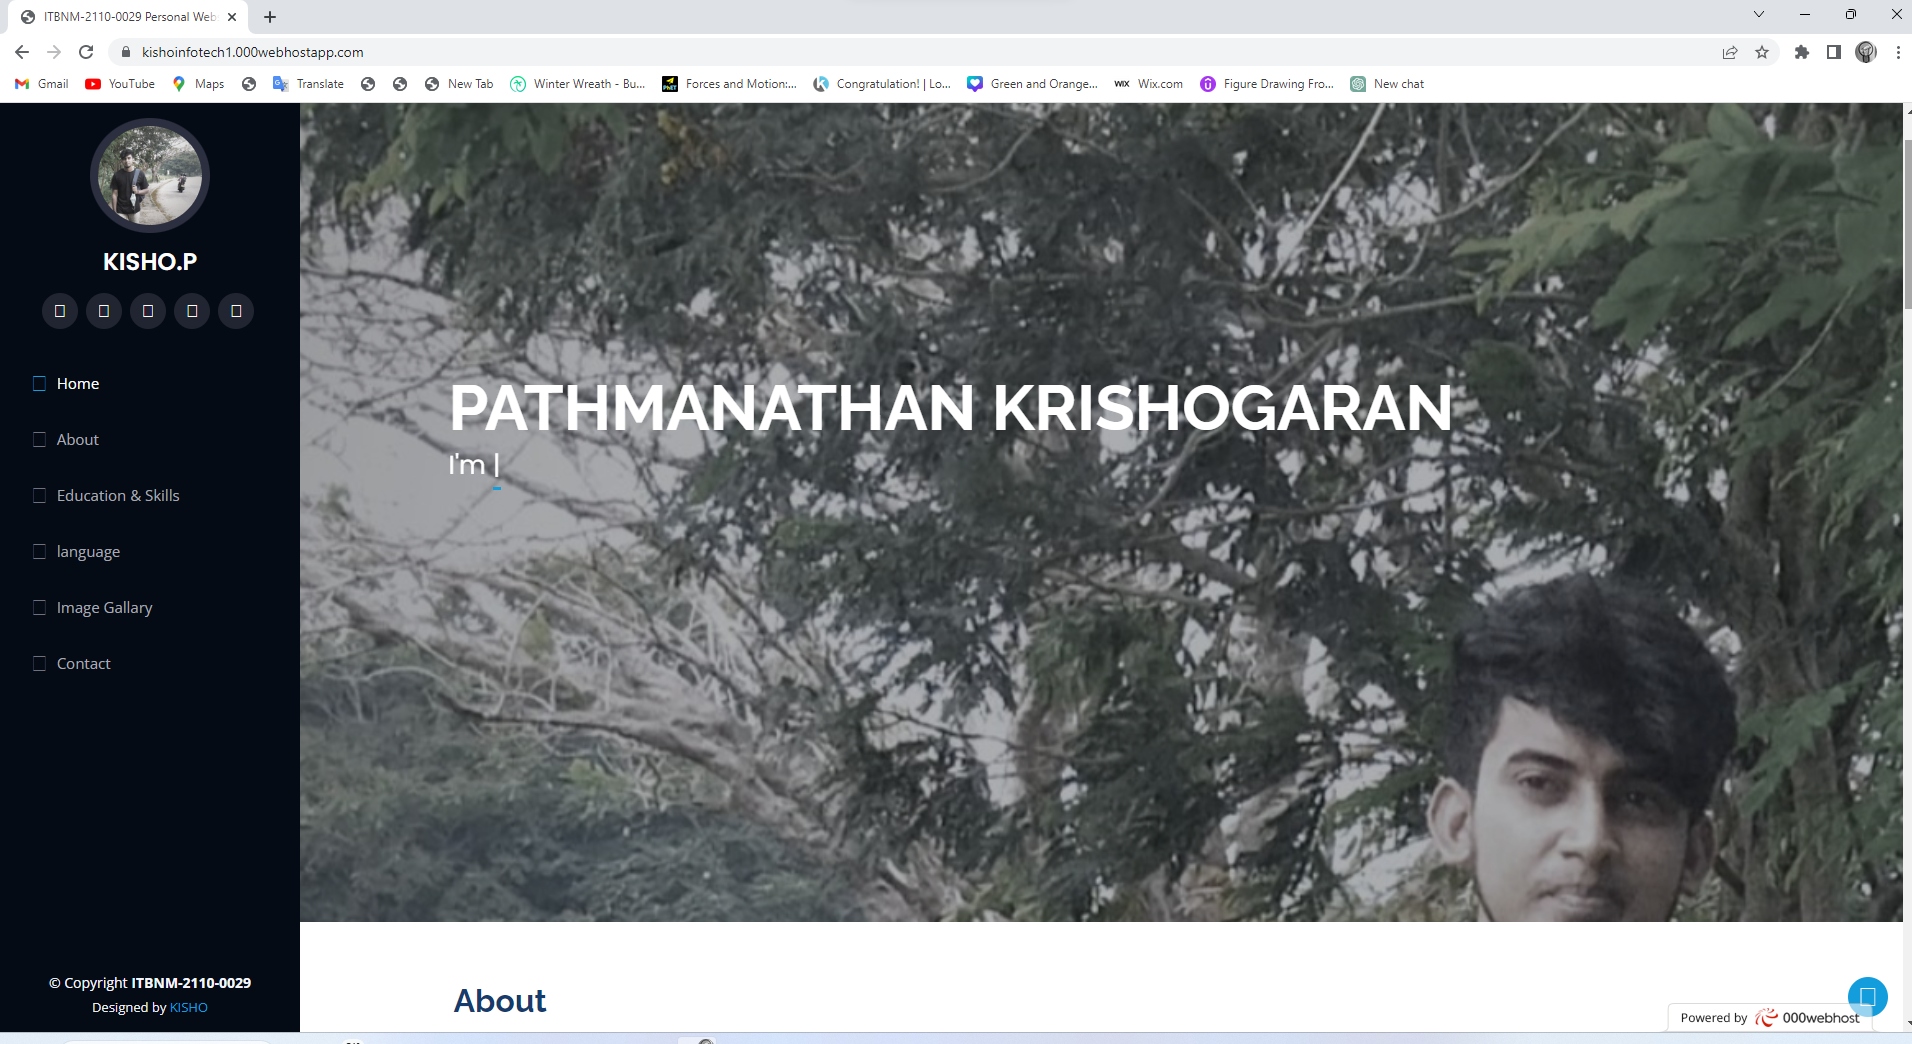 ITBNM-2110-0029 Personal Web
kishoinfotech1.000webhostapp.com
Gmail YouTube Maps Translate New Tab Winter Wreath - Bu... Forces and Motion:... Congratulation! | Lo... Green and Orange... WIX Wix.com Figure Drawing Fro... New chat
KISHO.P
Home
About
Education & Skills
language
Image Gallary
Contact
© Copyright ITBNM-2110-0029
Designed by KISHO
PATHMANATHAN KRISHOGARAN
I'm |
About
Powered by 000webhost